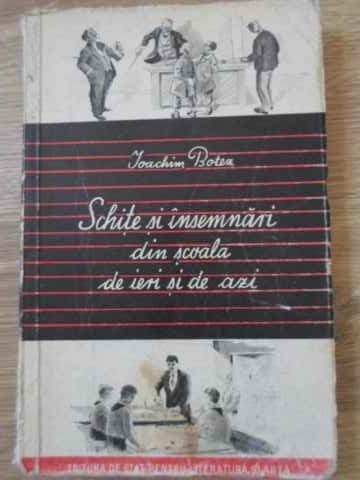 Ioachim Botez
Schițe și însemnări
din școala
de ieri și de azi
EDITURA DE STAT PENTRU LITERATURĂ ȘI ARTĂ